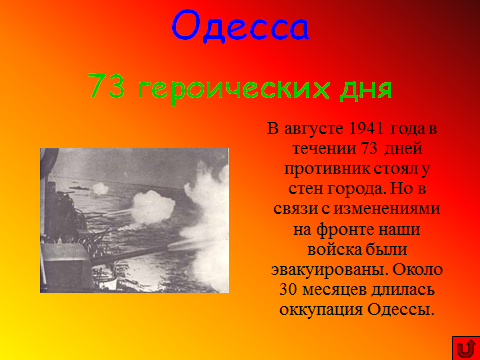 Одесса
73 героических дня
В августе 1941 года в
течении 73 дней
противник стоял у
стен города. Но в
связи с изменениями
на фронте наши
войска были
эвакуированы. Около
30 месяцев длилась
оккупация Одессы.